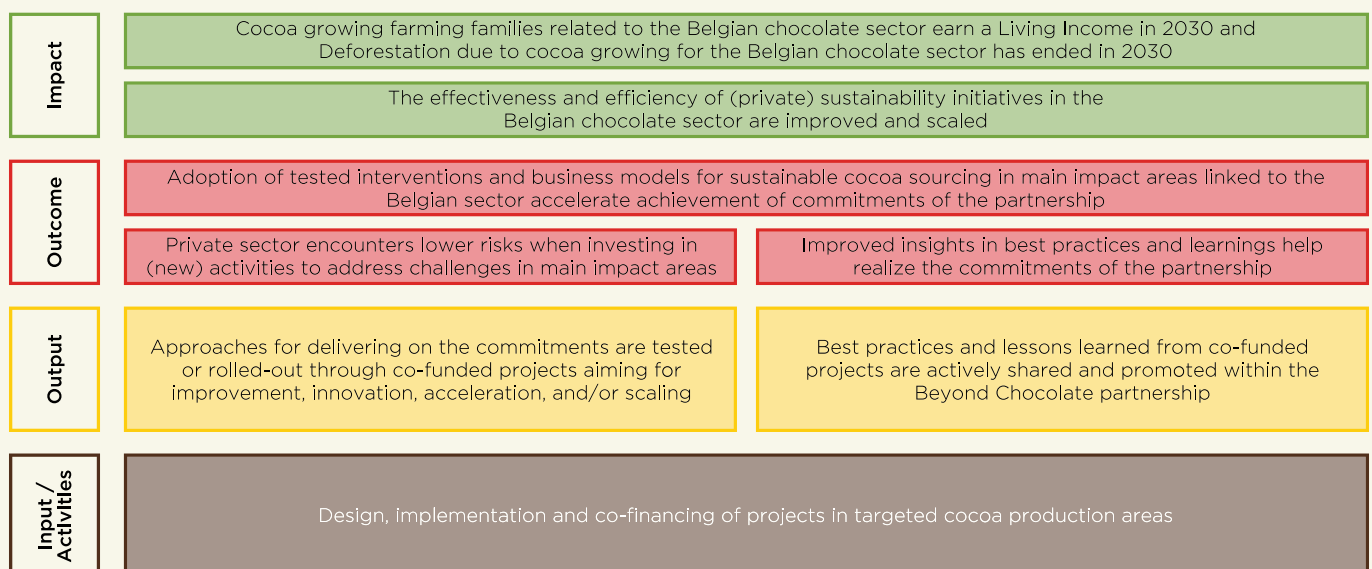 Impact
Cocoa growing farming families related to the Belgian chocolate sector earn a Living Income in 2030 and
Deforestation due to cocoa growing for the Belgian chocolate sector has ended in 2030
The effectiveness and efficiency of (private) sustainability initiatives in the
Belgian chocolate sector are improved and scaled
Outcome
Adoption of tested interventions and business models for sustainable cocoa sourcing in main impact areas linked to the
Belgian sector accelerate achievement of commitments of the partnership
Private sector encounters lower risks when investing in
(new) activities to address challenges in main impact areas
Improved insights in best practices and learnings help
realize the commitments of the partnership
Output
Approaches for delivering on the commitments are tested
or rolled-out through co-funded projects aiming for
improvement, innovation, acceleration, and/or scaling
Best practices and lessons learned from co-funded
projects are actively shared and promoted within the
Beyond Chocolate partnership
Input /
Activities
Design, implementation and co-financing of projects in targeted cocoa production areas